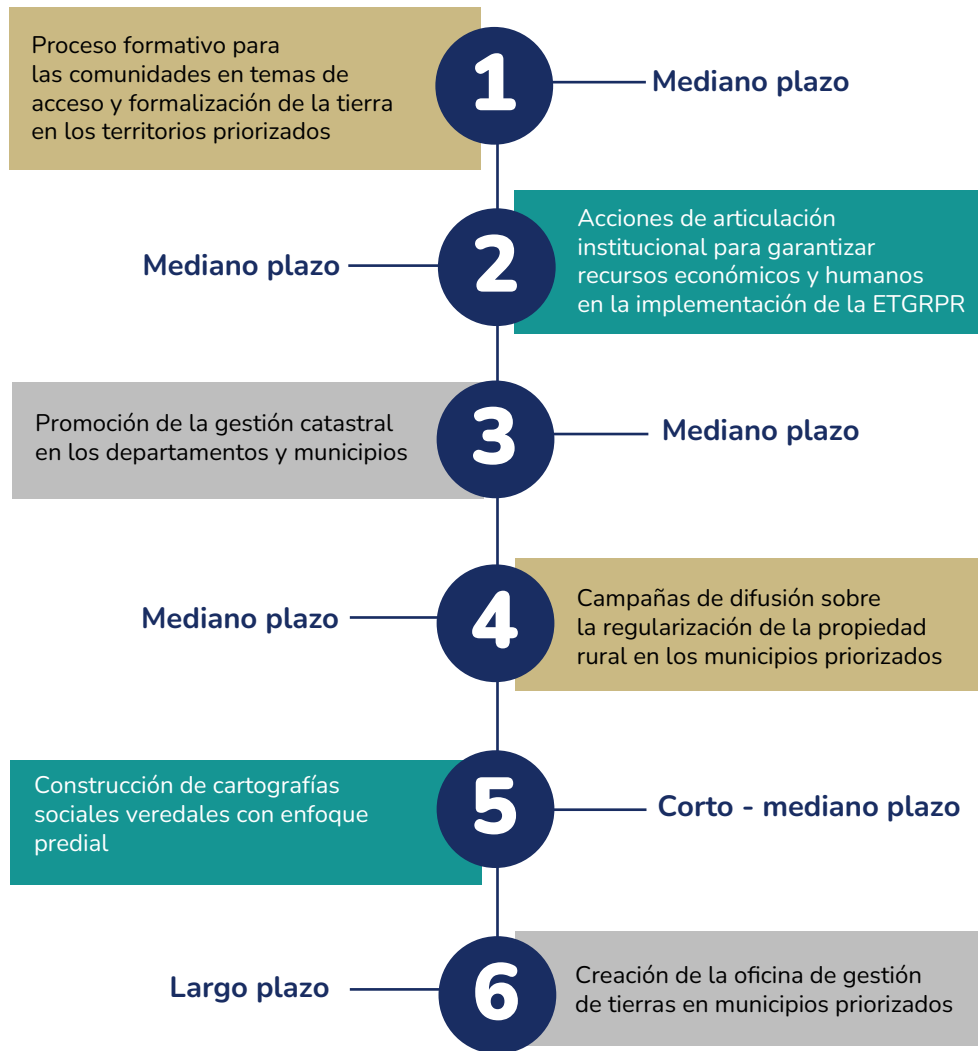 Proceso formativo para
las comunidades en temas de
acceso y formalización de la tierra
en los territorios priorizados
1
Mediano plazo
Mediano plazo
2
Acciones de articulación
institucional para garantizar
recursos económicos y humanos
en la implementación de la ETGRPR
Promoción de la gestión catastral
en los departamentos y municipios
3
Mediano plazo
Mediano plazo
4
Campañas de difusión sobre
la regularización de la propiedad
rural en los municipios priorizados
Construcción de cartografías
sociales veredales con enfoque
predial
5
Corto - mediano plazo
Largo plazo
6
Creación de la oficina de gestión
de tierras en municipios priorizados